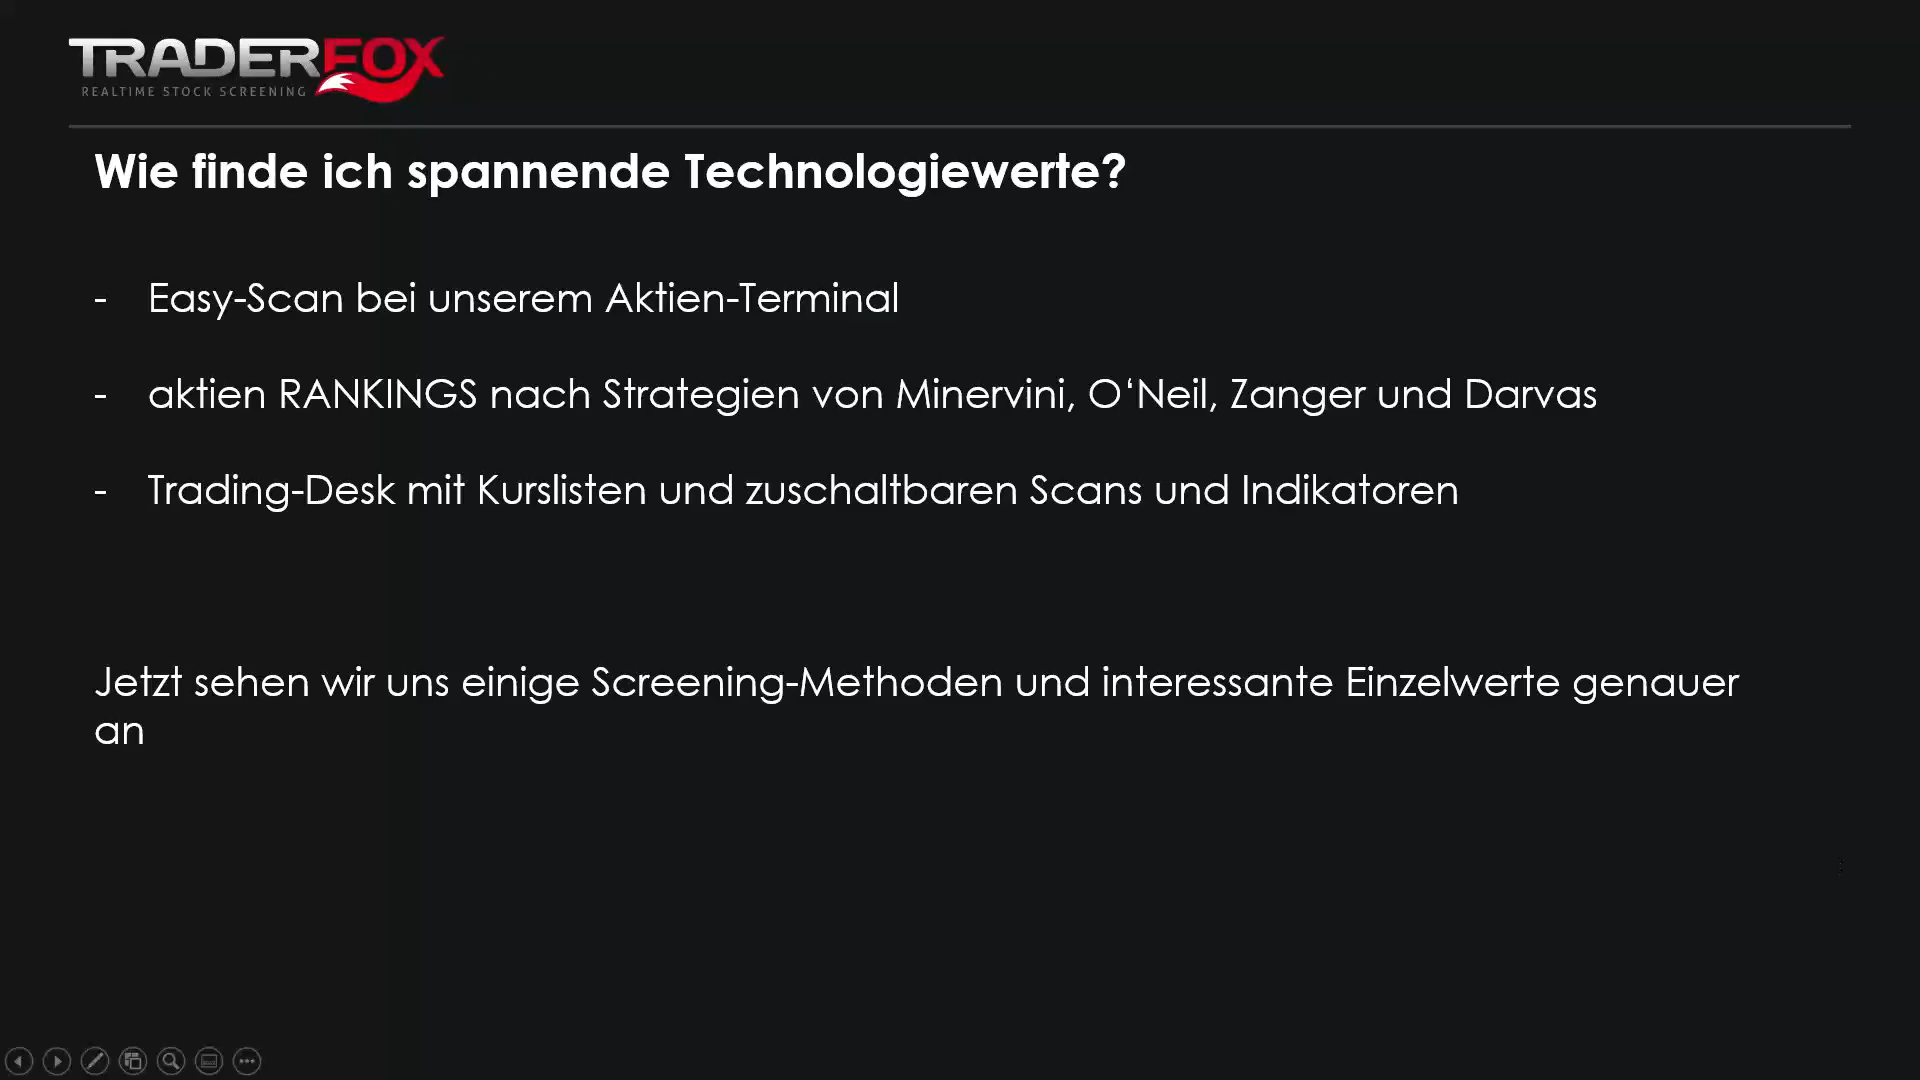 TRADERFOX
REALTIME STOCK SCREENING
Wie finde ich spannende Technologiewerte?
- Easy-Scan bei unserem Aktien-Terminal
- aktien RANKINGS nach Strategien von Minervini, O‘Neil, Zanger und Darvas
- Trading-Desk mit Kurslisten und zuschaltbaren Scans und Indikatoren
Jetzt sehen wir uns einige Screening-Methoden und interessante Einzelwerte genauer
an